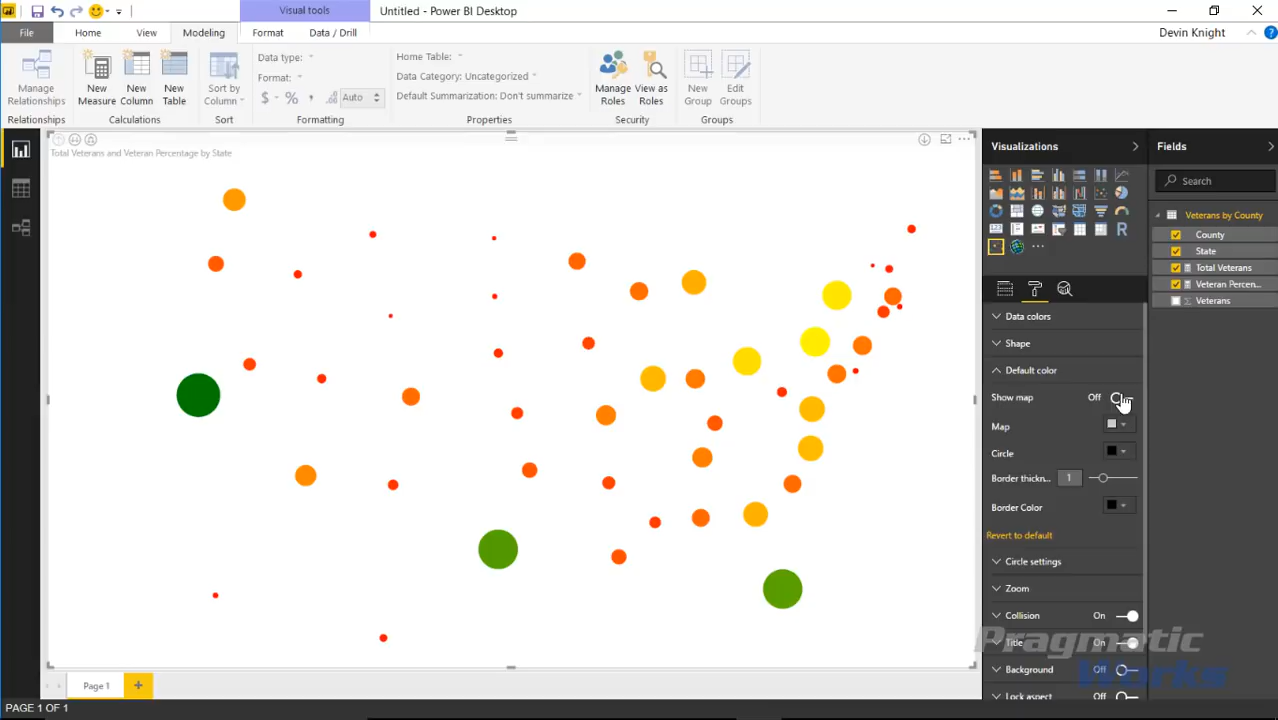 Visual tools
Untitled - Power BI Desktop
File
Home
View
Modeling
Format
Data / Drill
Devin Knight
Manage
Relationships
New
Measure
New
Column
New
Table
Sort by
Column
Data type:
Format:
$ % , .00 Auto
Home Table:
Data Category: Uncategorized
Default Summarization: Don't summarize
Manage
Roles
View as
Roles
New
Group
Edit
Groups
Relationships
Calculations
Sort
Formatting
Properties
Security
Groups
Total Veterans and Veteran Percentage by State
Visualizations
R
Data colors
Shape
Default color
Show map Off
Map
Circle
Border thickn... 1
Border Color
Revert to default
Circle settings
Zoom
Collision On
Title On
Background Off
Lock aspect Off
Fields
Search
Veterans by County
County
State
Total Veterans
Veteran Percen...
Veterans
Pragmatic
Works
Page 1
PAGE 1 OF 1